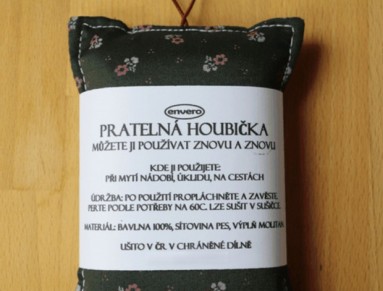 envero
PRATELNÁ HOUBIČKA
MŮŽETE JI POUŽÍVAT ZNOVU A ZNOVU
KDE JI POUŽIJETE:
PŘI MYTÍ NÁDOBÍ, ÚKLIDU, NA CESTÁCH
ÚDRŽBA: PO POUŽITÍ PROPLÁCHNĚTE A ZAVĚSTE,
PERTE PODLE POTŘEBY NA 60C. LZE SUŠIT V SUŠIČCE.
MATERIÁL: BAVLNA 100%, SÍŤOVINA PES, VÝPLŇ MOLITAN
UŠITO V ČR V CHRÁNĚNÉ DÍLNĚ